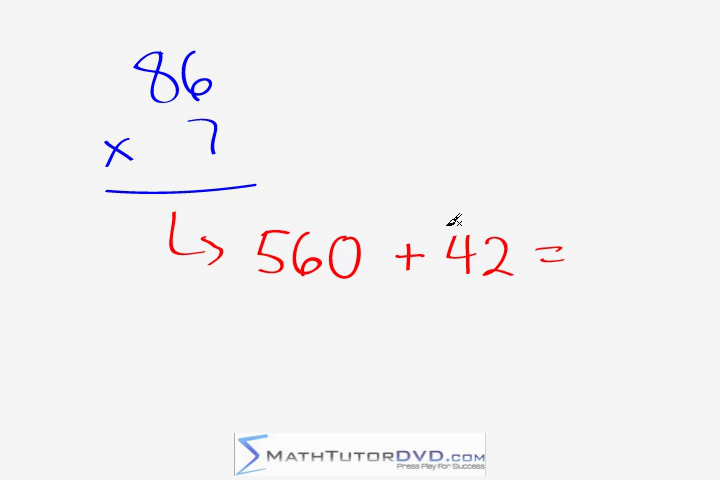 86
x 7
560 + 42 =
MATHTUTORDVD.COM
Press Play For Success